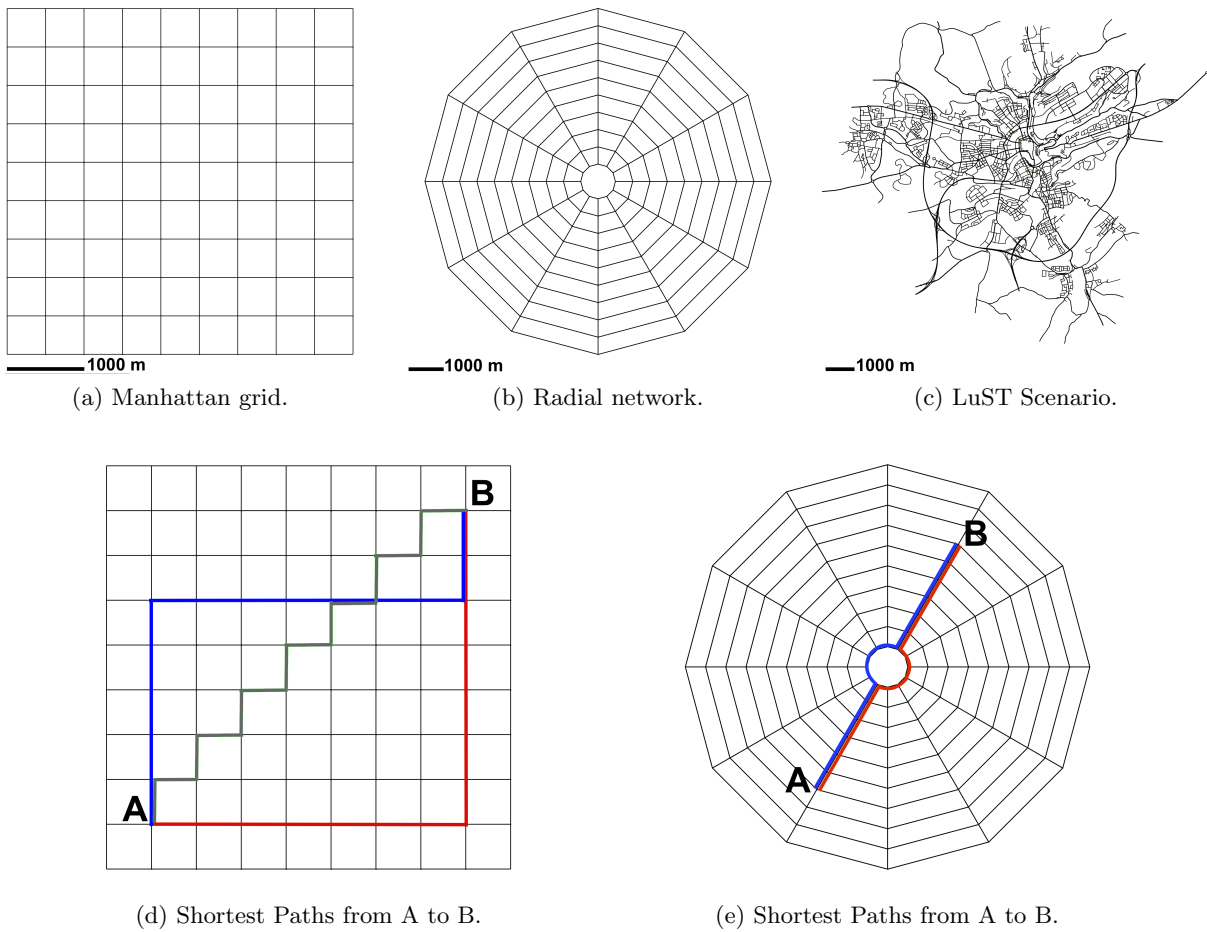 1000 m
1000 m
1000 m
(a) Manhattan grid.
(b) Radial network.
(c) LuST Scenario.
B
A
B
A
(d) Shortest Paths from A to B.
(e) Shortest Paths from A to B.